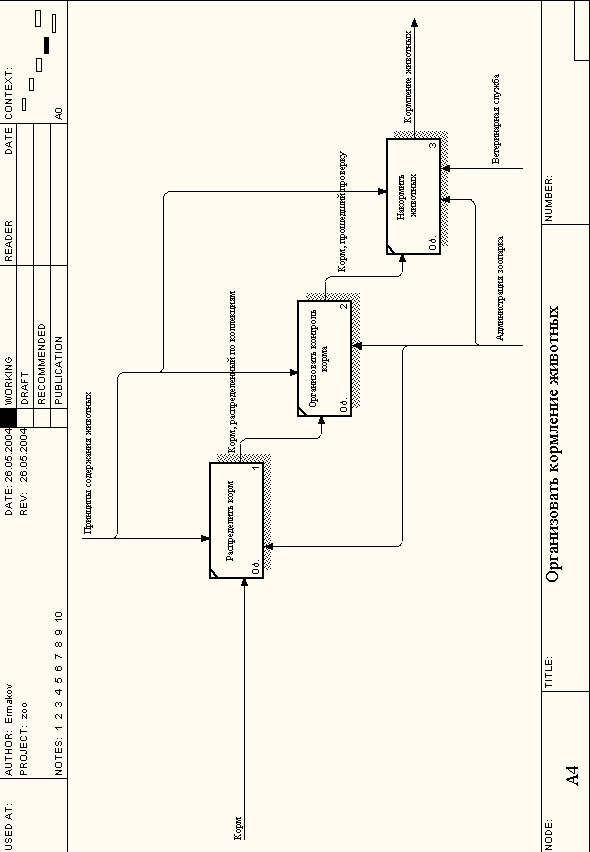 USED AT:
AUTHOR: Ermakov
PROJECT: zoo
NOTES: 1 2 3 4 5 6 7 8 9 10
DATE: 26.05.2004
REV: 26.05.2004
WORKING
DRAFT
RECOMMENDED
PUBLICATION
READER
DATE
CONTEXT:
A0
Принципы содержания животных
Корм
Распределить корм
0б.
1
Корм, распределенный по коллекциям
Организовать контроль
корма
0б.
2
Корм, прошедший проверку
Накормить
животных
0б.
3
Кормление животных
Администрация зоопарка
Ветеринарная служба
NODE:
A4
TITLE:
Организовать кормление животных
NUMBER: